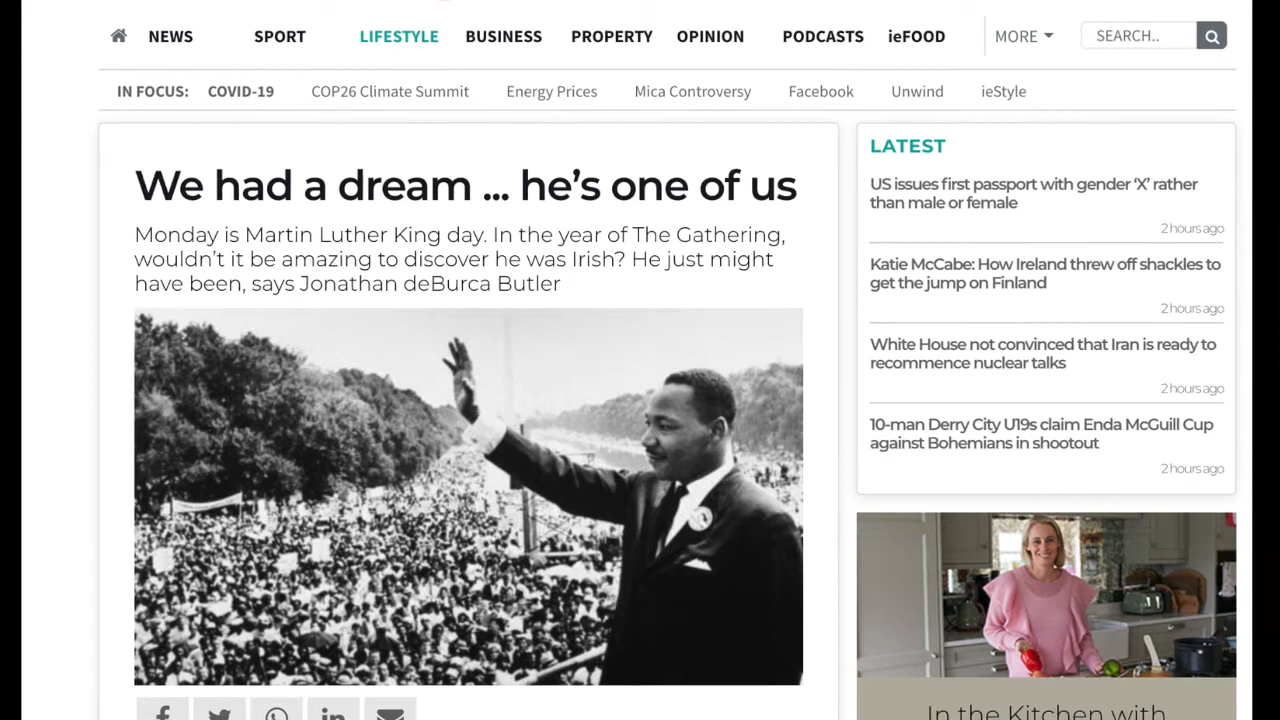 NEWS SPORT LIFESTYLE BUSINESS PROPERTY OPINION PODCASTS ieFOOD MORE SEARCH..
IN FOCUS: COVID-19 COP26 Climate Summit Energy Prices Mica Controversy Facebook Unwind ieStyle
We had a dream ... he's one of us
Monday is Martin Luther King day. In the year of The Gathering,
wouldn't it be amazing to discover he was Irish? He just might
have been, says Jonathan deBurca Butler
LATEST
US issues first passport with gender ‘X’ rather
than male or female
2 hours ago
Katie McCabe: How Ireland threw off shackles to
get the jump on Finland
2 hours ago
White House not convinced that Iran is ready to
recommence nuclear talks
2 hours ago
10-man Derry City U19s claim Enda McGuill Cup
against Bohemians in shootout
2 hours ago
In the Kitchen with